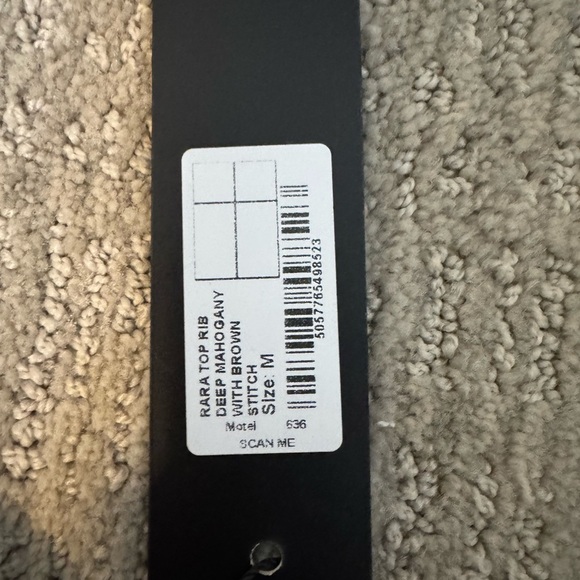 RARA TOP RIB
DEEP MAHOGANY
WITH BROWN
STITCH
Size: M
5057765498523
Motel 636
SCAN ME